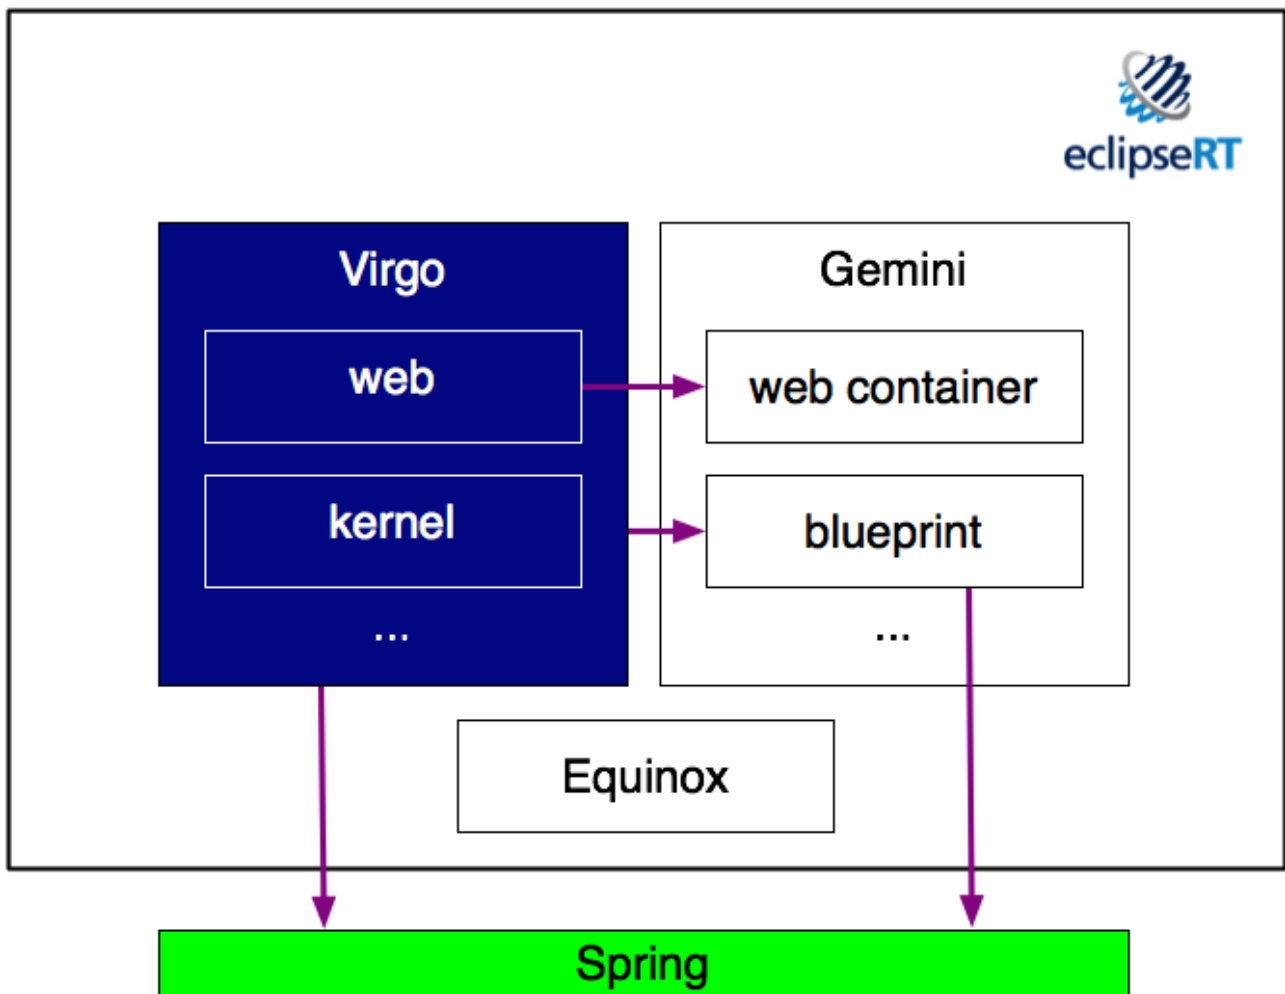 eclipseRT
Virgo
Gemini
web
web container
kernel
blueprint
...
...
Equinox
Spring